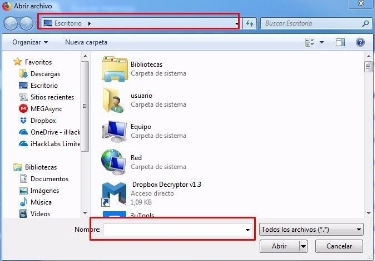 Abrir archivo
Escritorio
Buscar Escritorio
Organizar
Nueva carpeta
Favoritos
Descargas
Escritorio
Sitios recientes
MEGAsync
Dropbox
OneDrive - iHackLabs
OneDrive - iHackLabs Limite
Bibliotecas
Documentos
Imágenes
Música
Vídeos
Bibliotecas
Carpeta de sistema
usuario
Carpeta de sistema
Equipo
Carpeta de sistema
Red
Carpeta de sistema
Dropbox Decryptor v1.3
Acceso directo
1,09 KB
Nombre:
Todos los archivos (*.*)
Abrir
Cancelar